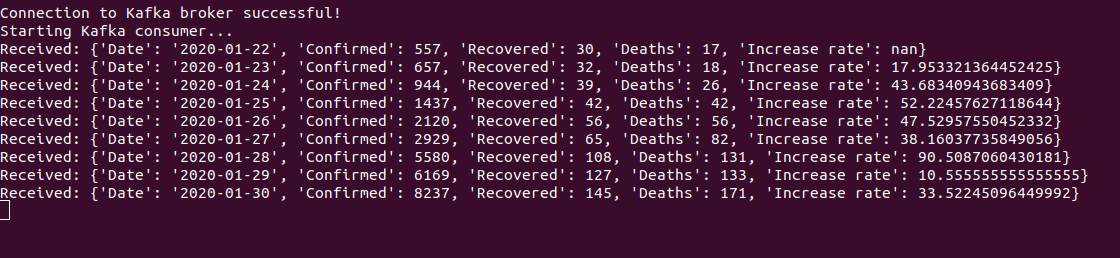 Connection to Kafka broker successful!
Starting Kafka consumer...
Received: {'Date': '2020-01-22', 'Confirmed': 557, 'Recovered': 30, 'Deaths': 17, 'Increase rate': nan}
Received: {'Date': '2020-01-23', 'Confirmed': 657, 'Recovered': 32, 'Deaths': 18, 'Increase rate': 17.953321364452425}
Received: {'Date': '2020-01-24', 'Confirmed': 944, 'Recovered': 39, 'Deaths': 26, 'Increase rate': 43.68340943683409}
Received: {'Date': '2020-01-25', 'Confirmed': 1437, 'Recovered': 42, 'Deaths': 42, 'Increase rate': 52.22457627118644}
Received: {'Date': '2020-01-26', 'Confirmed': 2120, 'Recovered': 56, 'Deaths': 56, 'Increase rate': 47.52957550452332}
Received: {'Date': '2020-01-27', 'Confirmed': 2929, 'Recovered': 65, 'Deaths': 82, 'Increase rate': 38.16037735849056}
Received: {'Date': '2020-01-28', 'Confirmed': 5580, 'Recovered': 108, 'Deaths': 131, 'Increase rate': 90.5087060430181}
Received: {'Date': '2020-01-29', 'Confirmed': 6169, 'Recovered': 127, 'Deaths': 133, 'Increase rate': 10.555555555555555}
Received: {'Date': '2020-01-30', 'Confirmed': 8237, 'Recovered': 145, 'Deaths': 171, 'Increase rate': 33.52245096449992}